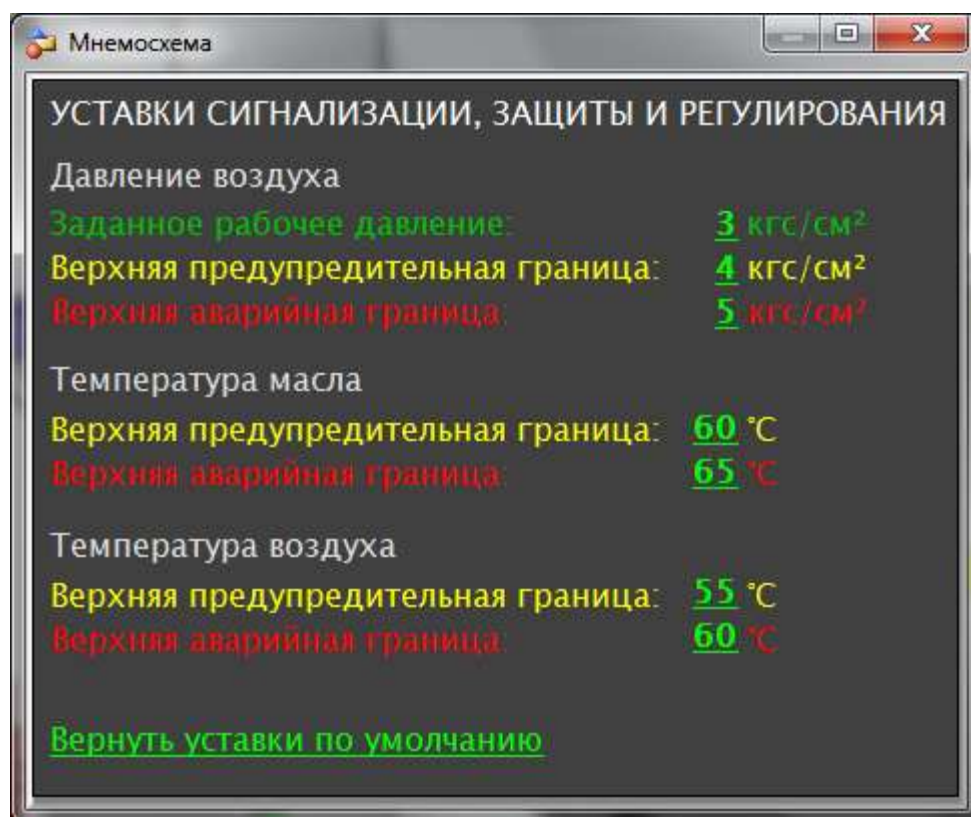 Мнемосхема
УСТАВКИ СИГНАЛИЗАЦИИ, ЗАЩИТЫ И РЕГУЛИРОВАНИЯ
Давление воздуха
Заданное рабочее давление: 3 кгс/см²
Верхняя предупредительная граница: 4 кгс/см²
Верхняя аварийная граница: 5 кгс/см²
Температура масла
Верхняя предупредительная граница: 60 °С
Верхняя аварийная граница: 65 °С
Температура воздуха
Верхняя предупредительная граница: 55 °С
Верхняя аварийная граница: 60 °С
Вернуть уставки по умолчанию